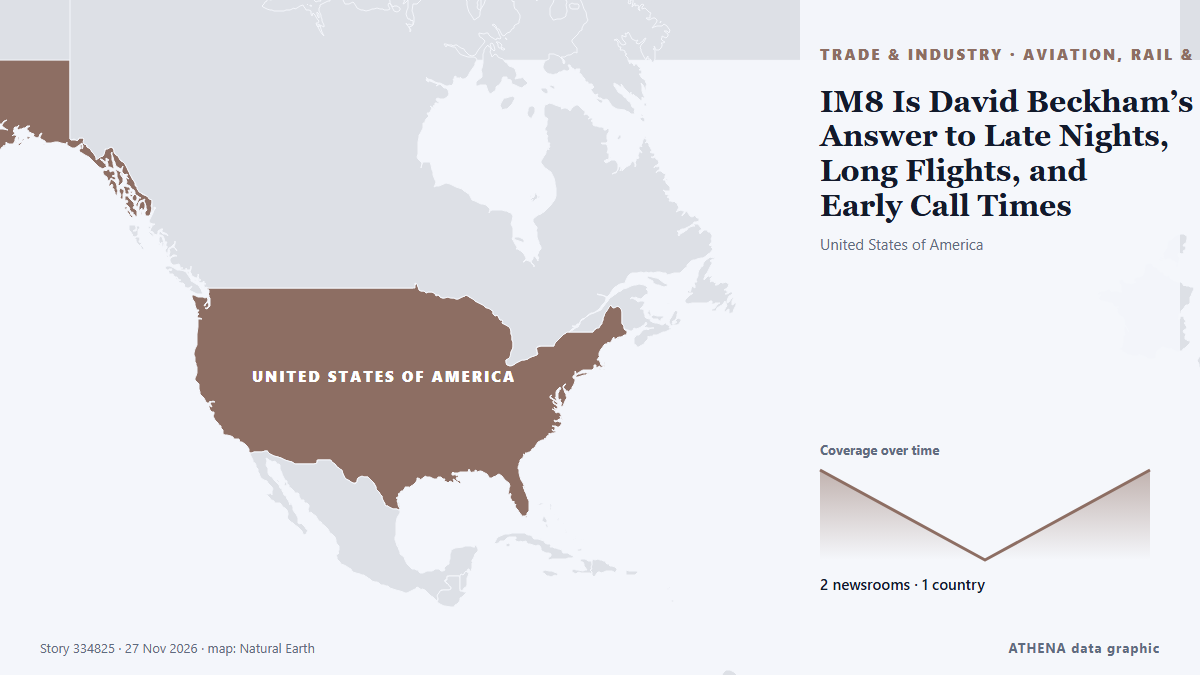 TRADE & INDUSTRY · AVIATION, RAIL &
IM8 Is David Beckham’s
Answer to Late Nights,
Long Flights, and
Early Call Times
United States of America
UNITED STATES OF AMERICA
Coverage over time
2 newsrooms · 1 country
Story 334825 · 27 Nov 2026 · map: Natural Earth
ATHENA data graphic